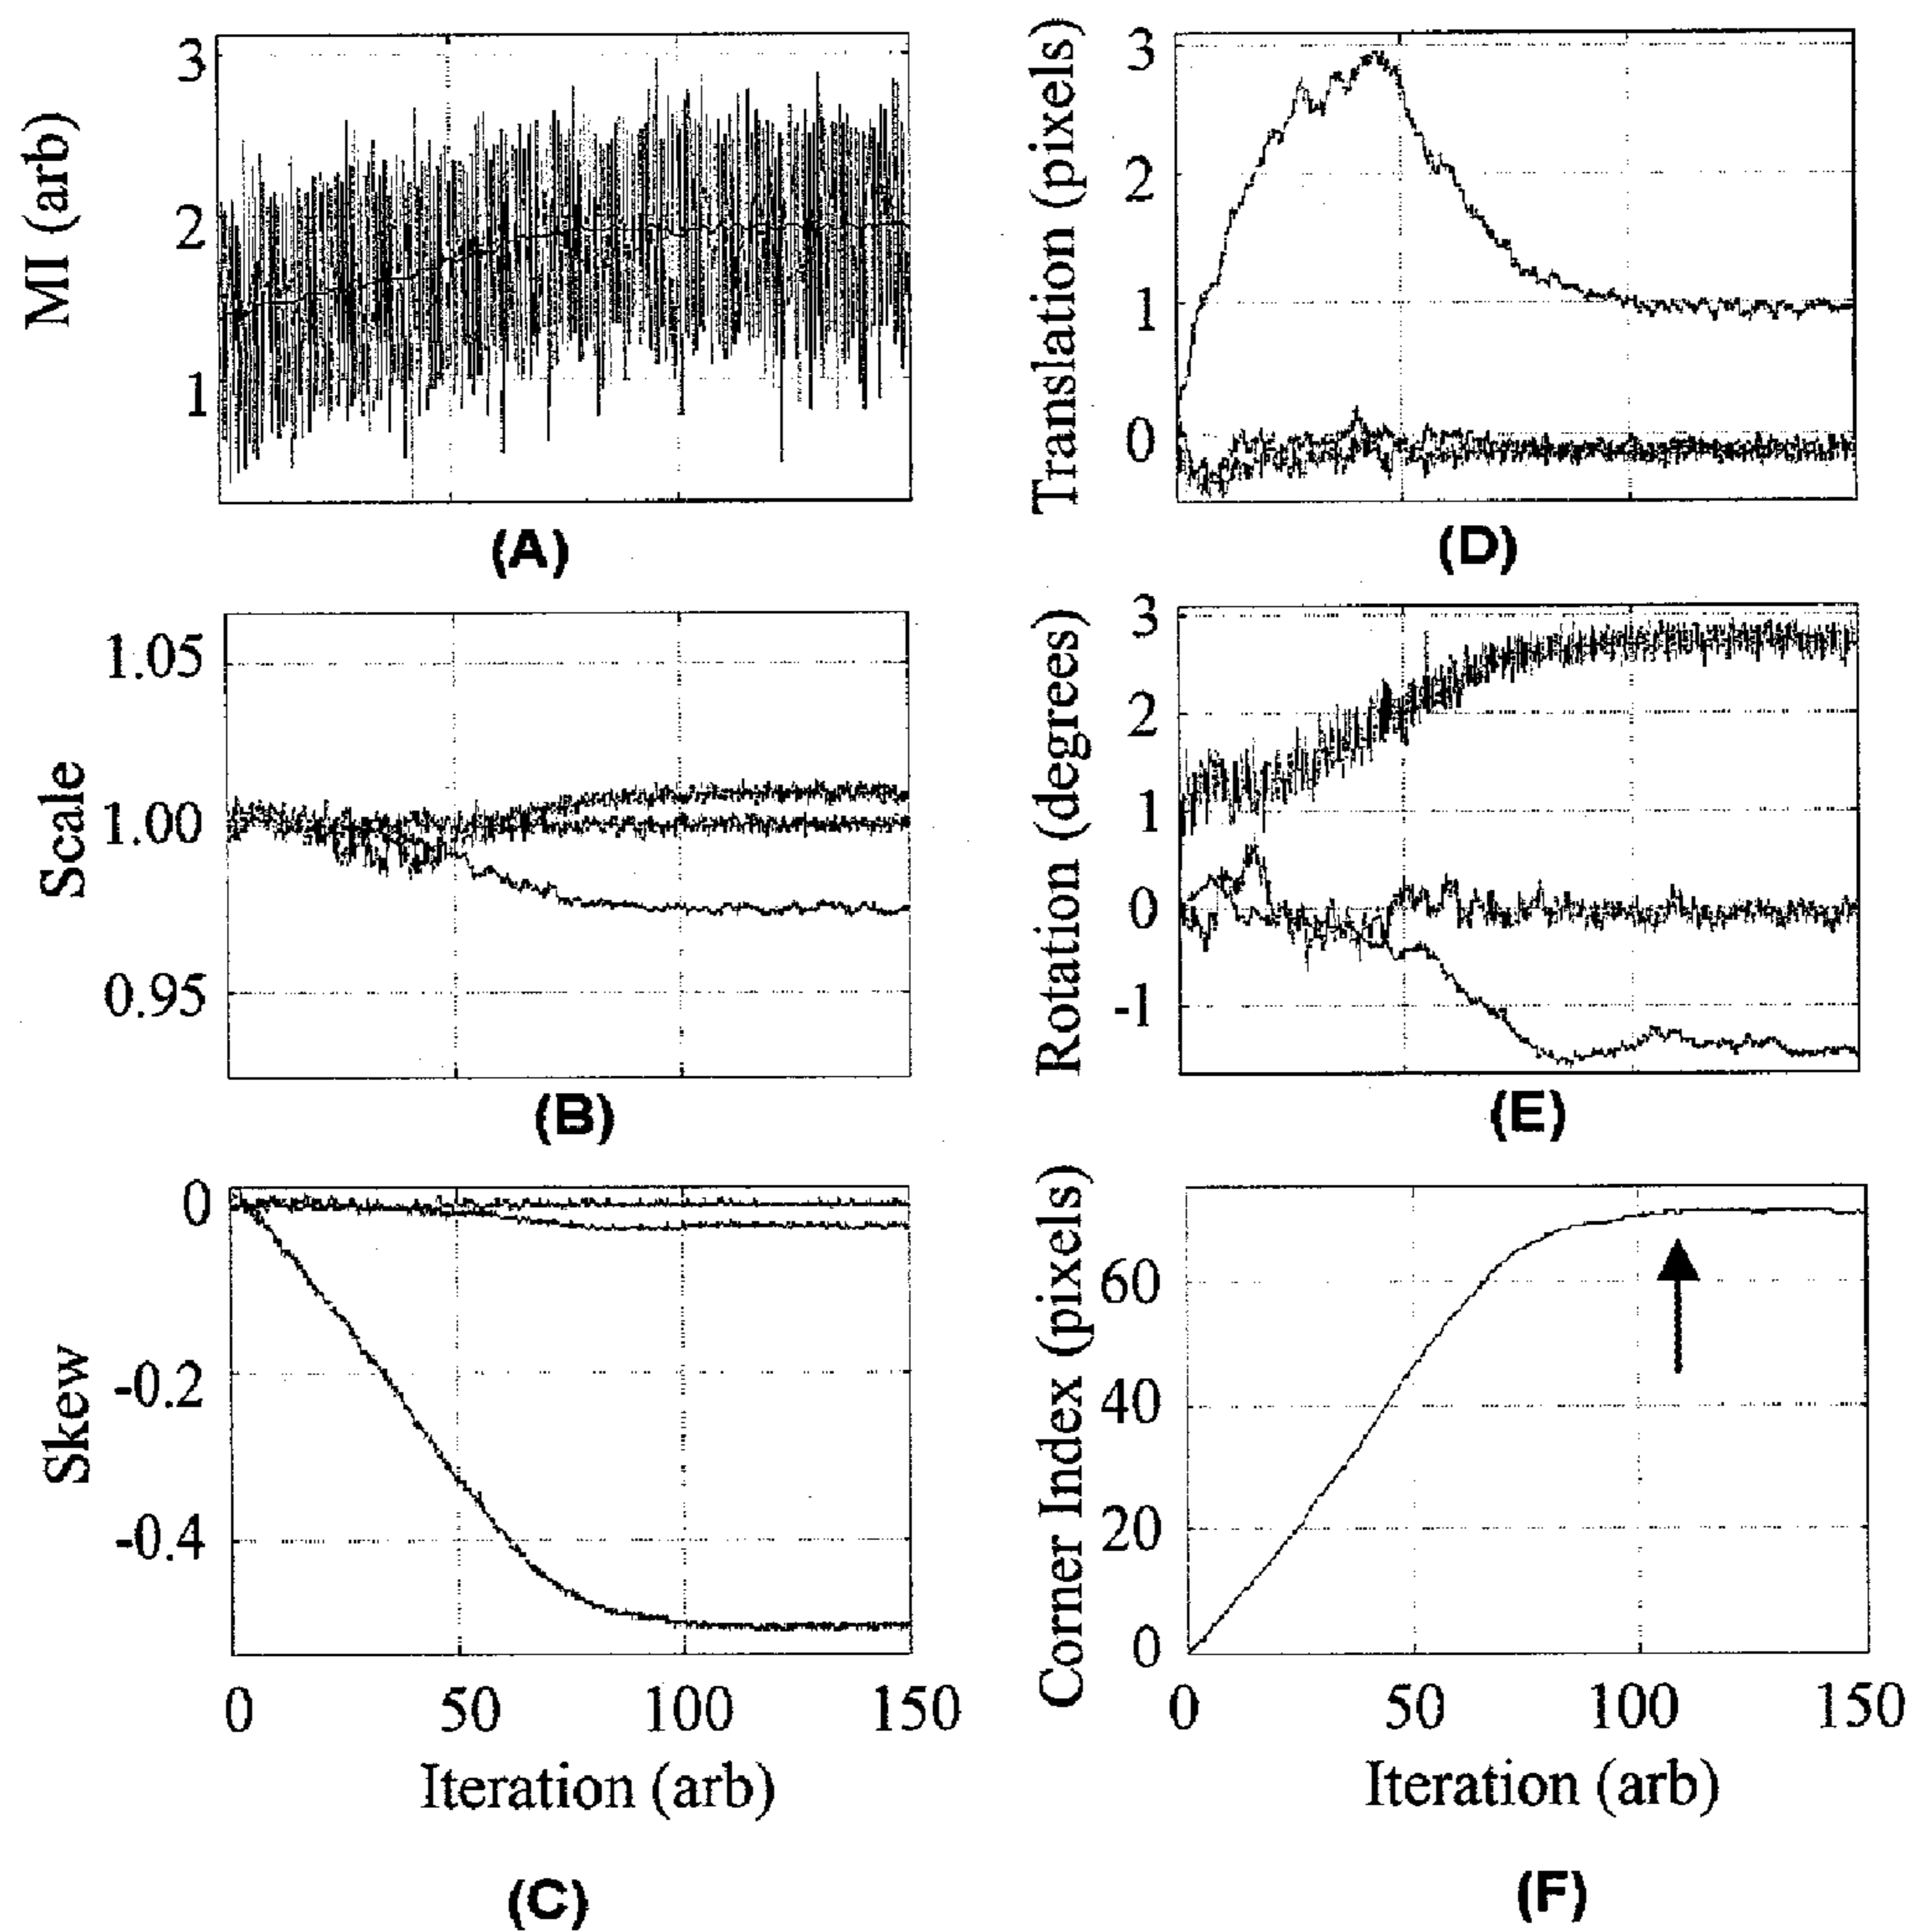 MI (arb)
3
2
1
(A)
Translation (pixels)
3
2
1
0
(D)
Scale
1.05
1.00
0.95
(B)
Rotation (degrees)
3
2
1
0
-1
(E)
Skew
0
-0.2
-0.4
0 50 100 150
Iteration (arb)
(C)
Corner Index (pixels)
60
40
20
0
0 50 100 150
Iteration (arb)
(F)